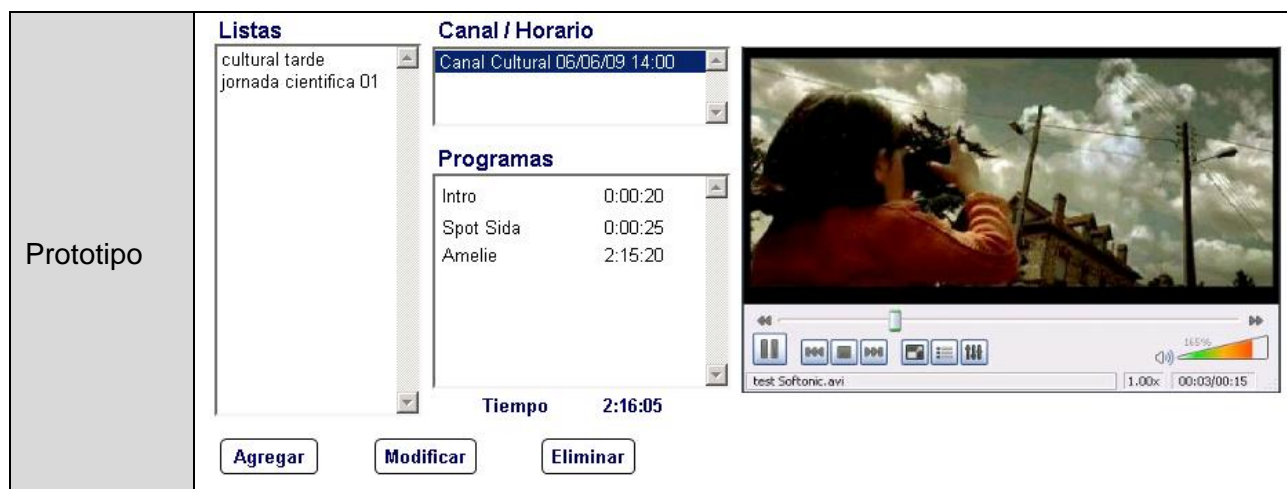 Prototipo
Listas
cultural tarde
jornada cientifica 01
Canal / Horario
Canal Cultural 06/06/09 14:00
Programas
Intro 0:00:20
Spot Sida 0:00:25
Amelie 2:15:20
Tiempo 2:16:05
165%
test Softonic.avi 1.00x 00:03/00:15
Agregar Modificar Eliminar